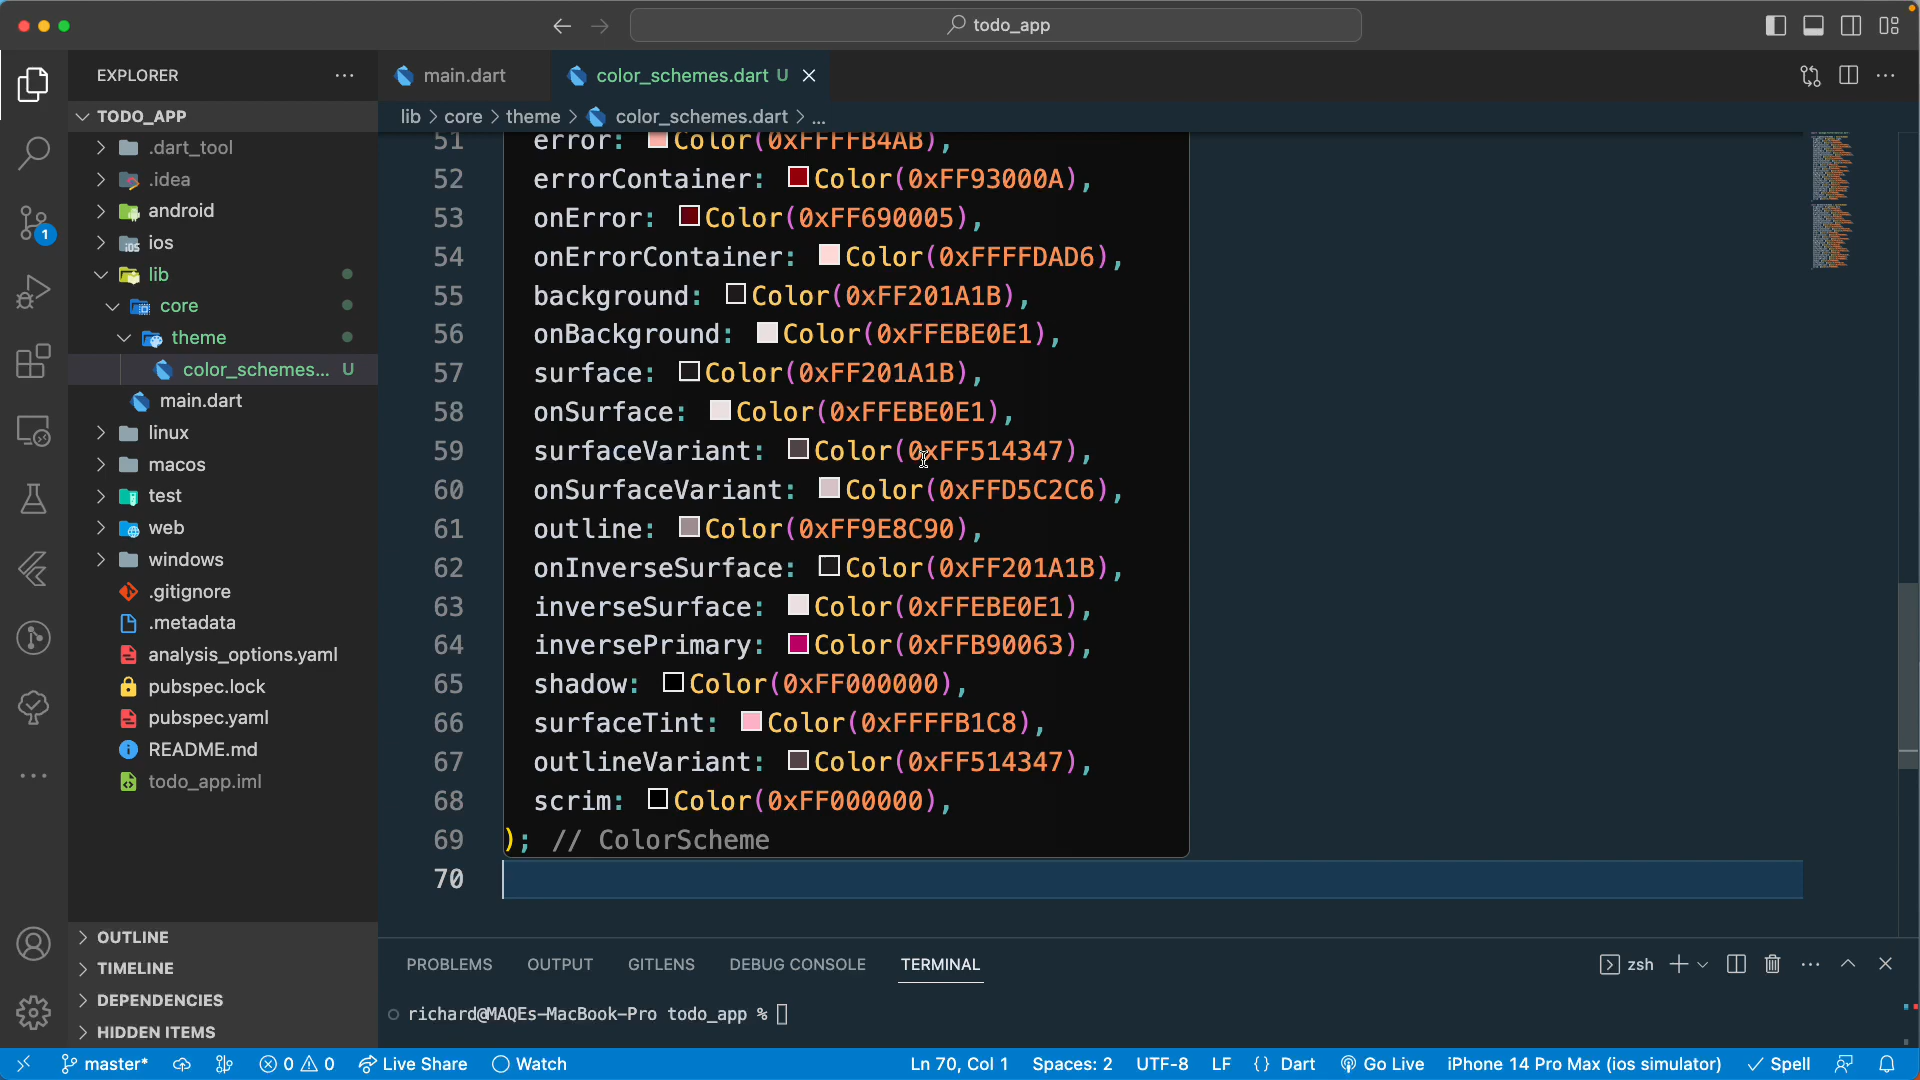 todo_app
EXPLORER
main.dart
color_schemes.dart U
TODO_APP
lib > core > theme > color_schemes.dart > ...
.dart_tool
.idea
android
ios
lib
core
theme
color_schemes... U
main.dart
linux
macos
test
web
windows
.gitignore
.metadata
analysis_options.yaml
pubspec.lock
pubspec.yaml
README.md
todo_app.iml
OUTLINE
TIMELINE
DEPENDENCIES
HIDDEN ITEMS
51 error: Color(0xFFFFB4AB),
52 errorContainer: Color(0xFF93000A),
53 onError: Color(0xFF690005),
54 onErrorContainer: Color(0xFFFFDAD6),
55 background: Color(0xFF201A1B),
56 onBackground: Color(0xFFEBE0E1),
57 surface: Color(0xFF201A1B),
58 onSurface: Color(0xFFEBE0E1),
59 surfaceVariant: Color(0xFF514347),
60 onSurfaceVariant: Color(0xFFD5C2C6),
61 outline: Color(0xFF9E8C90),
62 onInverseSurface: Color(0xFF201A1B),
63 inverseSurface: Color(0xFFEBE0E1),
64 inversePrimary: Color(0xFFB90063),
65 shadow: Color(0xFF000000),
66 surfaceTint: Color(0xFFFFB1C8),
67 outlineVariant: Color(0xFF514347),
68 scrim: Color(0xFF000000),
69 ); // ColorScheme
70
PROBLEMS OUTPUT GITLENS DEBUG CONSOLE TERMINAL
zsh
richard@MAQEs-MacBook-Pro todo_app %
1
master* 0 0 Live Share Watch Ln 70, Col 1 Spaces: 2 UTF-8 LF {} Dart Go Live iPhone 14 Pro Max (ios simulator) Spell